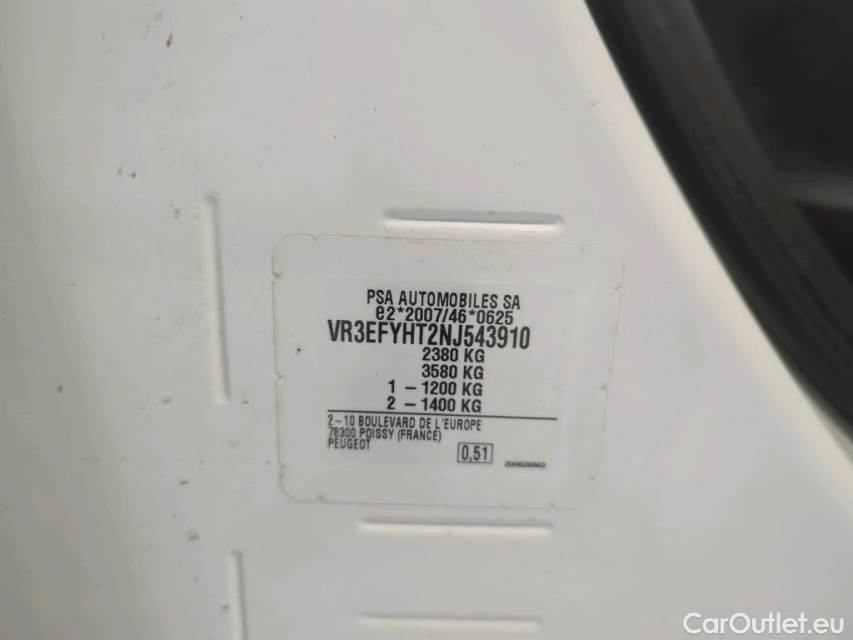 PSA AUTOMOBILES SA
e2*2007/46*0625
VR3EFYHT2NJ543910
2380 KG
3580 KG
1 - 1200 KG
2 - 1400 KG
2-10 BOULEVARD DE L'EUROPE
78300 POISSY (FRANCE)
PEUGEOT
0,51
CarOutlet.eu